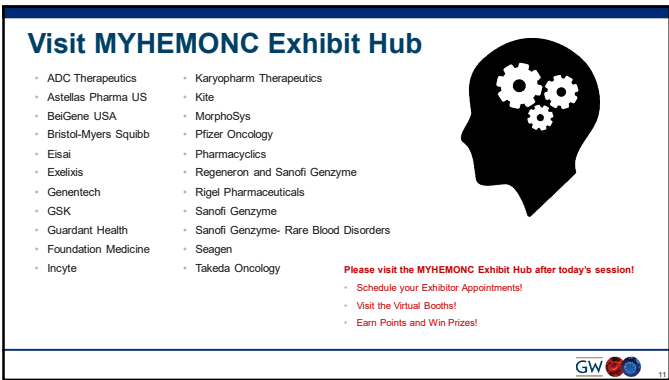 Visit MYHEMONC Exhibit Hub
ADC Therapeutics
Astellas Pharma US
BeiGene USA
Bristol-Myers Squibb
Eisai
Exelixis
Genentech
GSK
Guardant Health
Foundation Medicine
Incyte
Karyopharm Therapeutics
Kite
MorphoSys
Pfizer Oncology
Pharmacyclics
Regeneron and Sanofi Genzyme
Rigel Pharmaceuticals
Sanofi Genzyme
Sanofi Genzyme- Rare Blood Disorders
Seagen
Takeda Oncology
Please visit the MYHEMONC Exhibit Hub after today's session!
Schedule your Exhibitor Appointments!
Visit the Virtual Booths!
Earn Points and Win Prizes!
GW
11